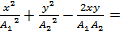 x²/A₁² + y²/A₂² − 2xy/A₁A₂ =